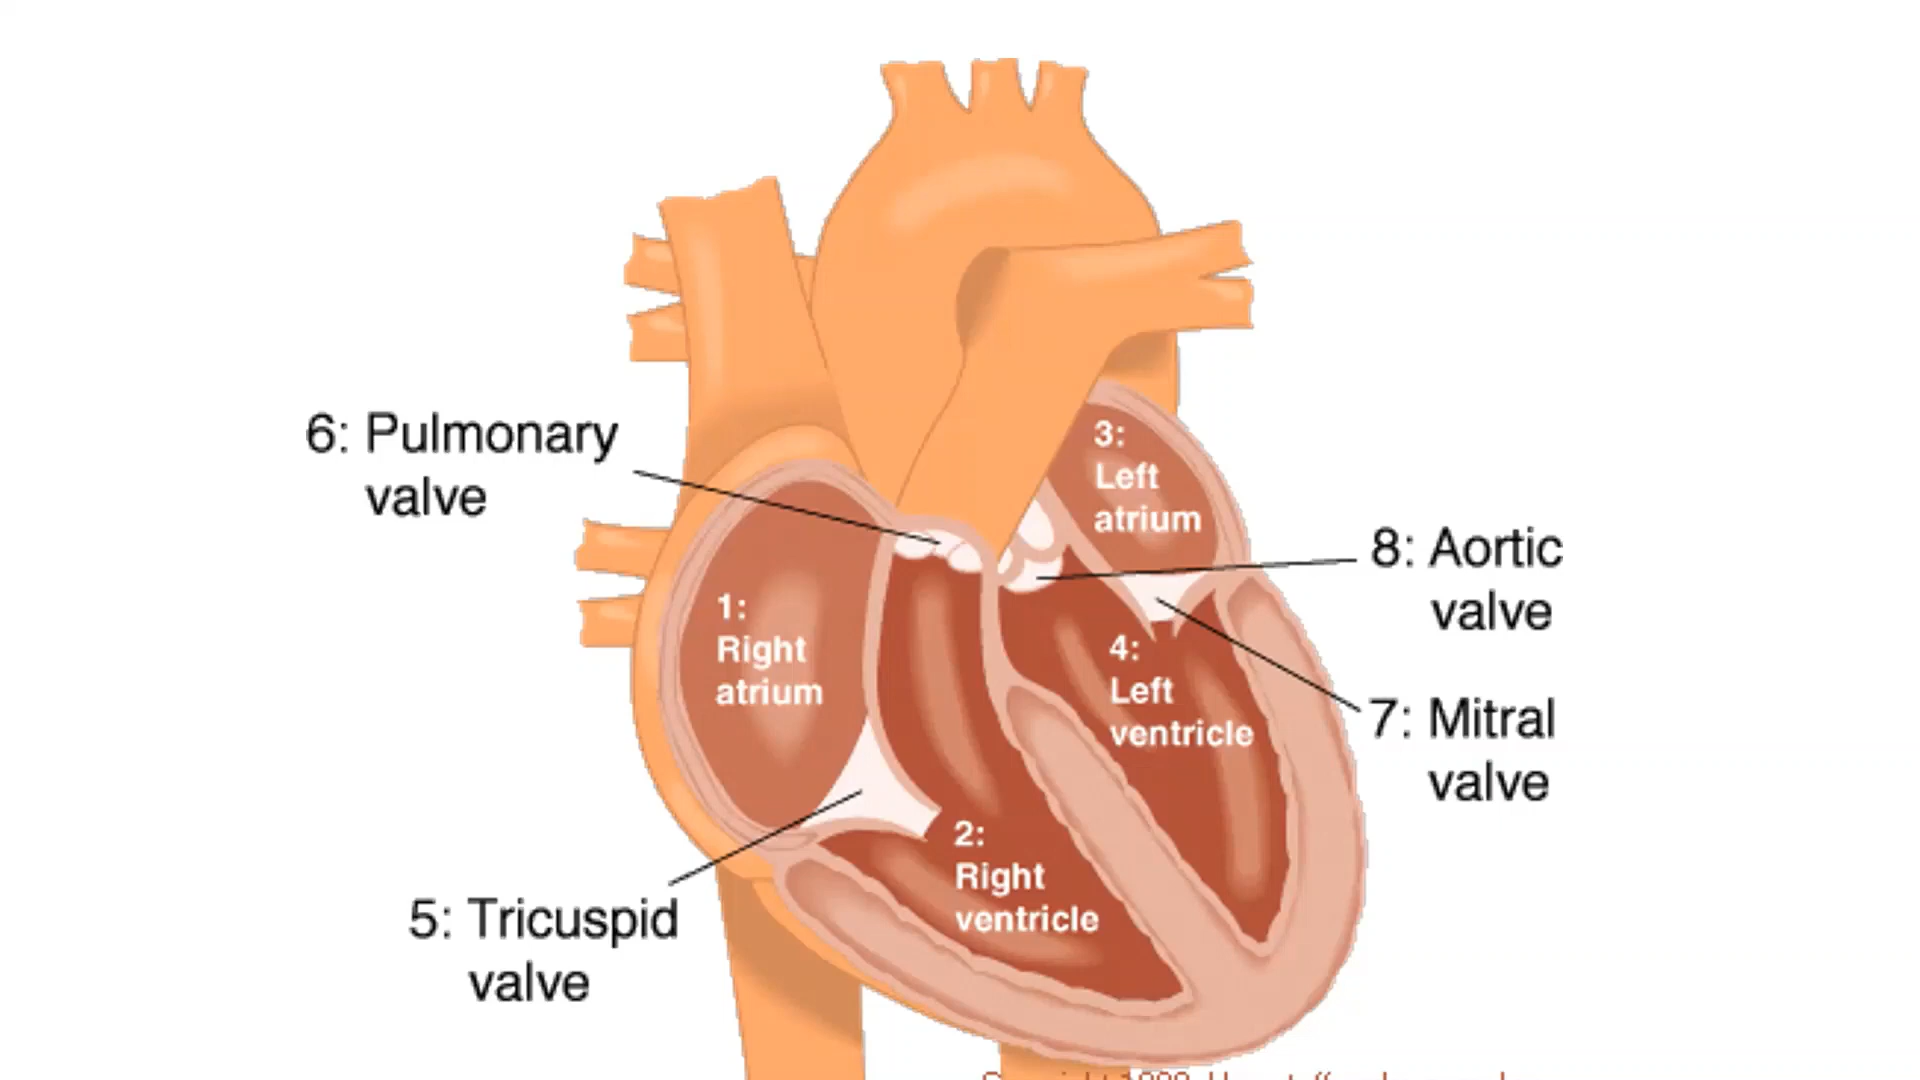 6: Pulmonary
valve
3:
Left
atrium
8: Aortic
valve
1:
Right
atrium
4:
Left
ventricle
7: Mitral
valve
2:
Right
ventricle
5: Tricuspid
valve